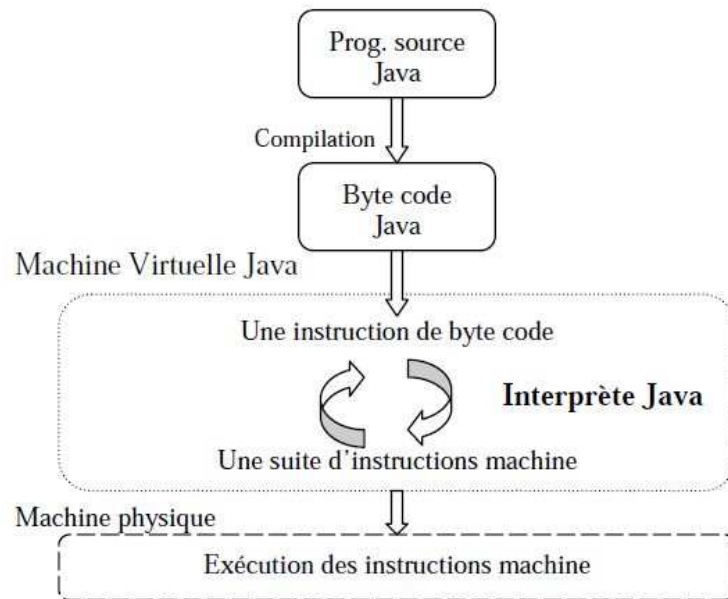 Prog. source
Java
Compilation
Byte code
Java
Machine Virtuelle Java
Une instruction de byte code
Interprète Java
Une suite d'instructions machine
Machine physique
Exécution des instructions machine